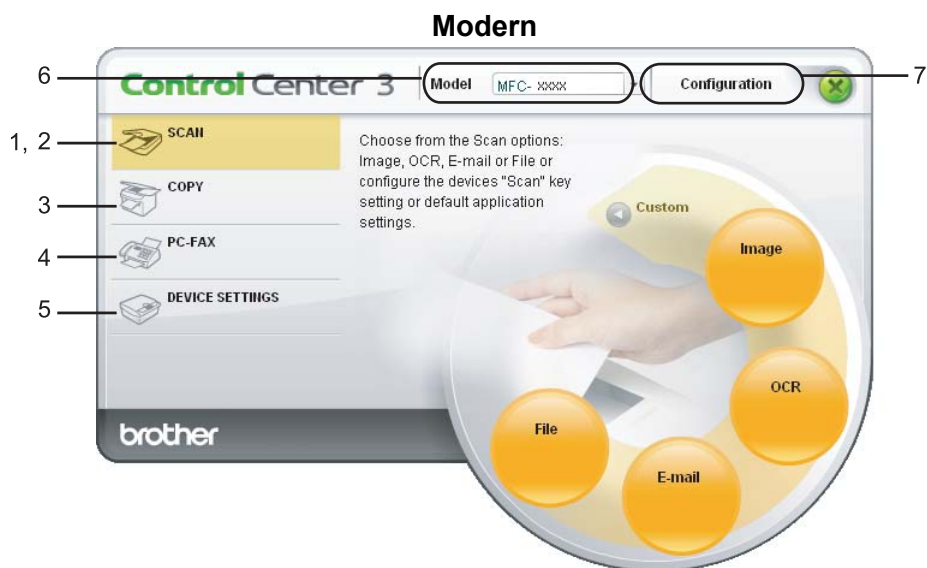 Modern
6
Control Center 3
Model
MFC- XXXX
Configuration
7
1, 2
SCAN
Choose from the Scan options:
Image, OCR, E-mail or File or
configure the devices "Scan" key
setting or default application
settings.
3
COPY
4
PC-FAX
5
DEVICE SETTINGS
Custom
Image
OCR
E-mail
File
brother